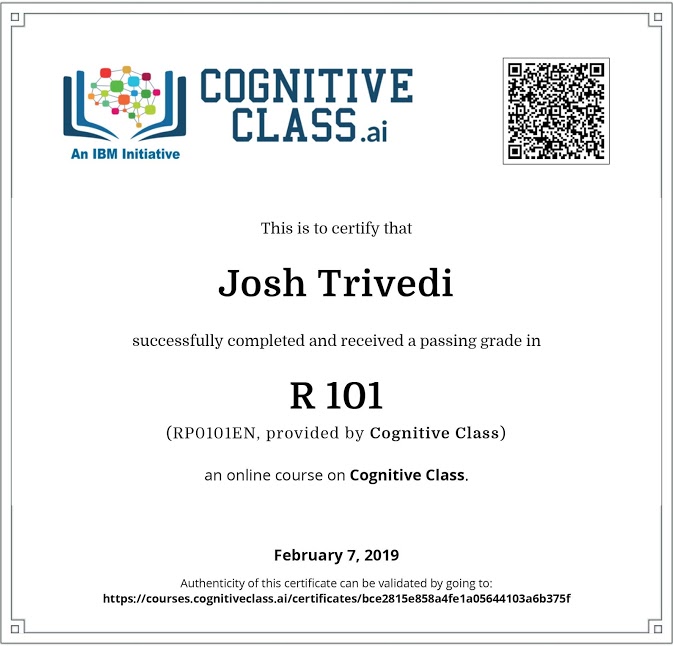 COGNITIVE
CLASS.ai
An IBM Initiative
This is to certify that
Josh Trivedi
successfully completed and received a passing grade in
R 101
(RP0101EN, provided by Cognitive Class)
an online course on Cognitive Class.
February 7, 2019
Authenticity of this certificate can be validated by going to:
https://courses.cognitiveclass.ai/certificates/bce2815e858a4fe1a05644103a6b375f